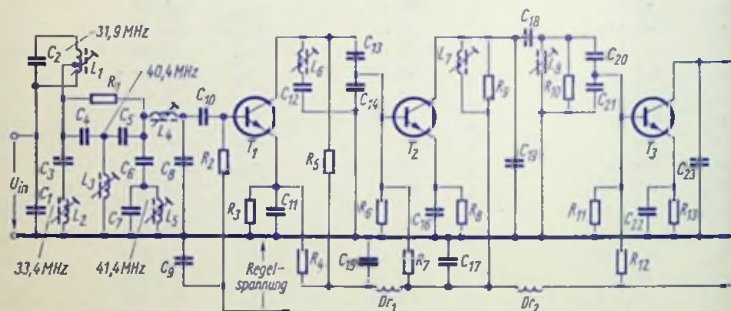 31,9 MHz
C2
L1
40,4 MHz
R1
C4
C5
L4
C10
C3
C6
C8
R2
T1
Uin
L3
C1
L2
C7
L5
R3
C11
33,4 MHz
41,4 MHz
C9
Regel-
spannung
R4
L6
C12
C13
C14
R5
T2
R6
C16
R8
C15
R7
C17
Dr1
Dr2
L7
R9
C18
C19
L8
R10
C20
C21
T3
C23
R11
C22
R13
R12